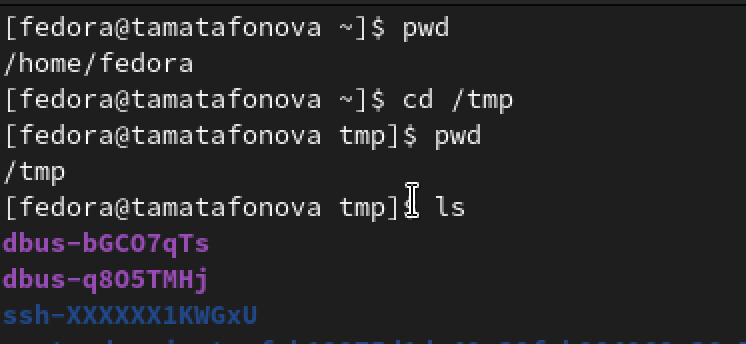 [fedora@tamatafonova ~]$ pwd
/home/fedora
[fedora@tamatafonova ~]$ cd /tmp
[fedora@tamatafonova tmp]$ pwd
/tmp
[fedora@tamatafonova tmp]$ ls
dbus-bGCO7qTs
dbus-q8O5TMHj
ssh-XXXXXX1KWGxU